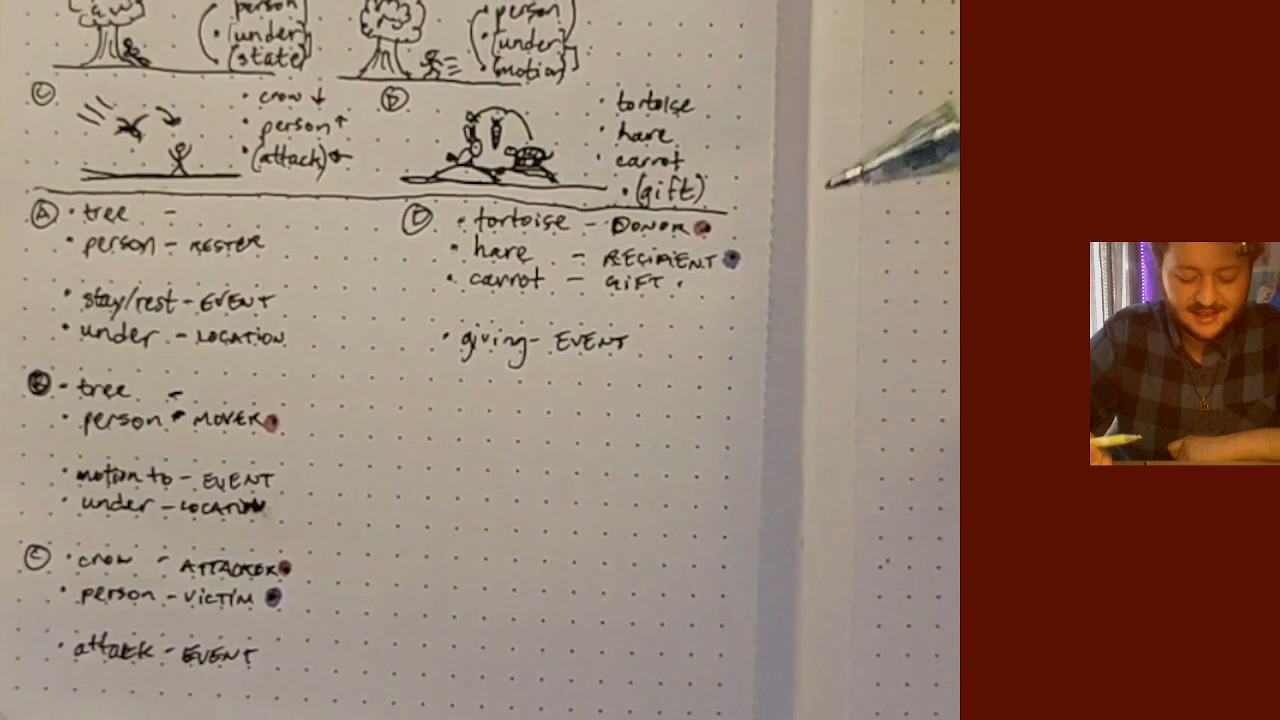 person
• (under)
(state)
• person
• (under)
(motion)
C
• crow ↓
• person ↑
• (attack) ←
D
• tortoise
• hare
• carrot
• (gift)
A • tree -
• person - RESTER
• stay/rest - EVENT
• under - LOCATION
B - tree -
• person - MOVER
• motion to - EVENT
• under - LOCATION
C • crow - ATTACKER
• person - VICTIM
• attack - EVENT
D • tortoise - DONOR
• hare - RECIPIENT
• carrot - GIFT
• giving - EVENT